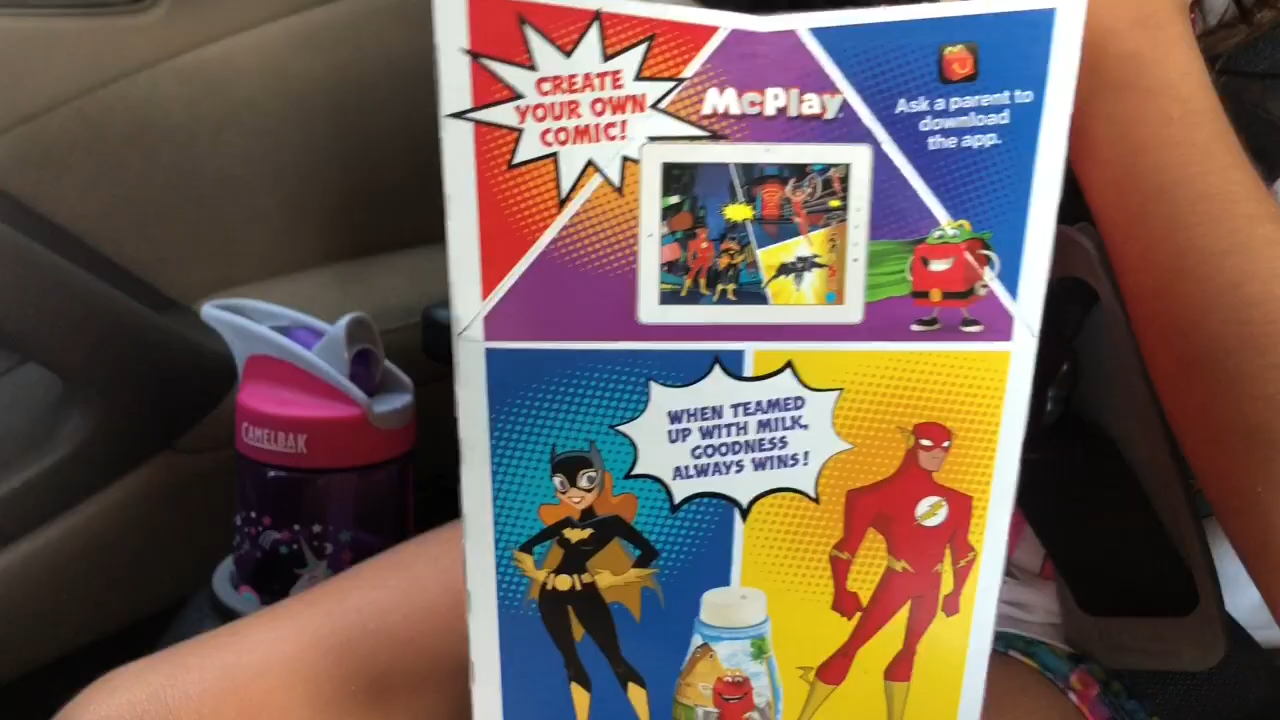 CREATE
YOUR OWN
COMIC!
McPlay
Ask a parent to
download
the app.
WHEN TEAMED
UP WITH MILK,
GOODNESS
ALWAYS WINS!
CAMELBAK